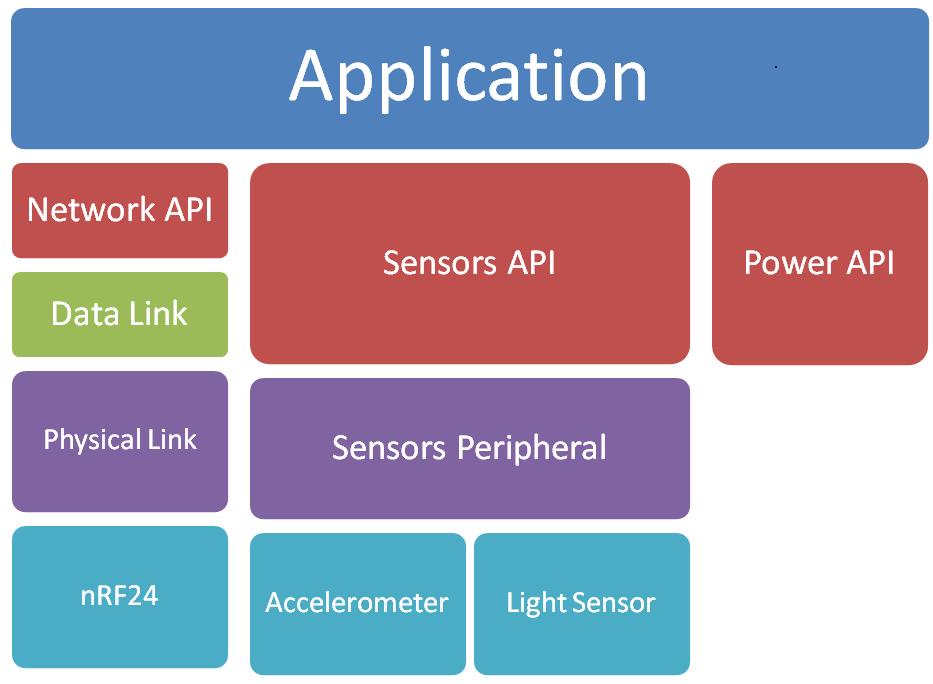 Application
Network API
Sensors API
Power API
Data Link
Physical Link
Sensors Peripheral
nRF24
Accelerometer
Light Sensor